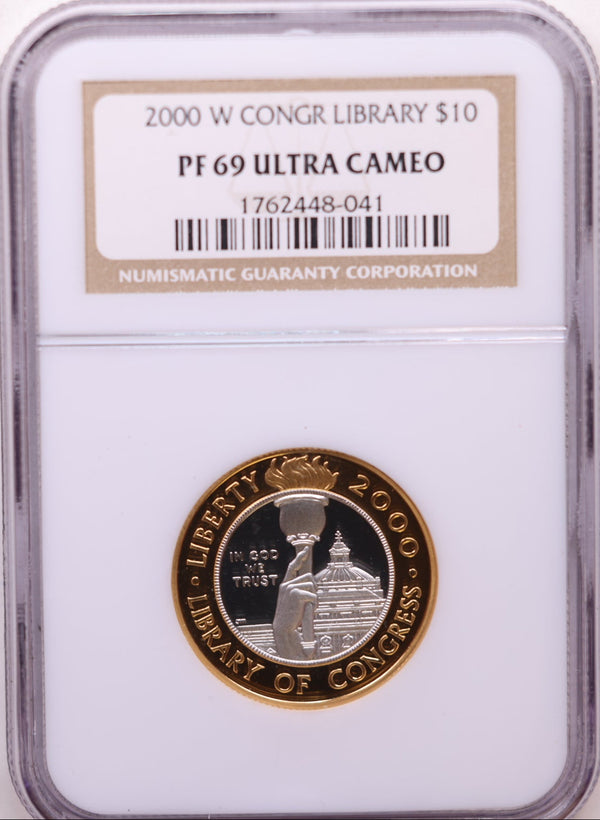 2000 W CONGR LIBRARY $10
PF 69 ULTRA CAMEO
1762448-041
NUMISMATIC GUARANTY CORPORATION
· LIBERTY 2000 ·
IN GOD
WE
TRUST
LIBRARY OF CONGRESS